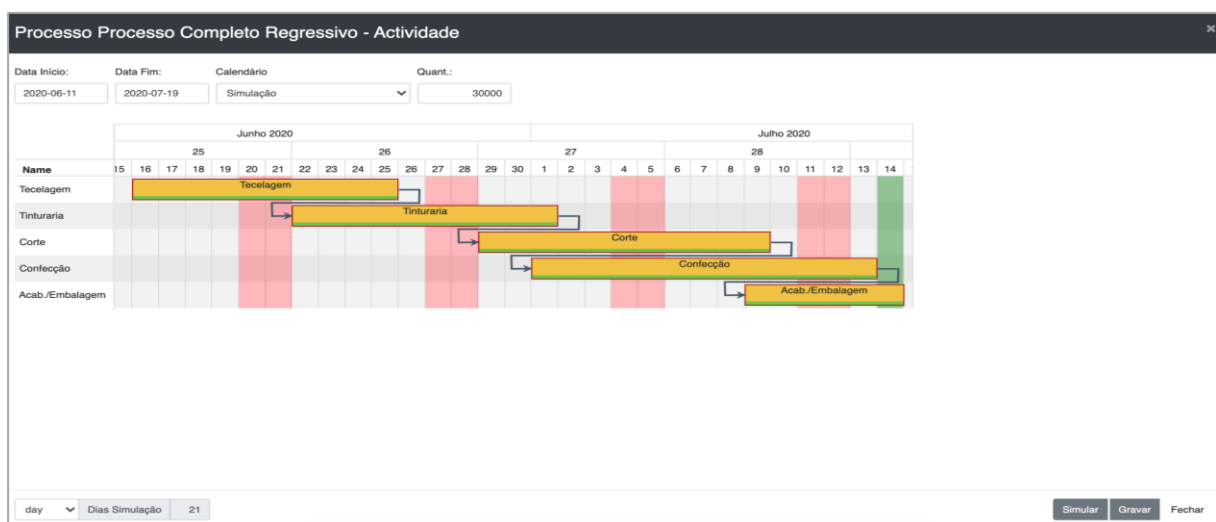 Processo Processo Completo Regressivo - Actividade ×
Data Início: Data Fim: Calendário Quant.:
2020-06-11 2020-07-19 Simulação 30000
Junho 2020 Julho 2020
25 26 27 28
Name 15 16 17 18 19 20 21 22 23 24 25 26 27 28 29 30 1 2 3 4 5 6 7 8 9 10 11 12 13 14
Tecelagem Tecelagem
Tinturaria Tinturaria
Corte Corte
Confecção Confecção
Acab./Embalagem Acab./Embalagem
day Dias Simulação 21 Simular Gravar Fechar